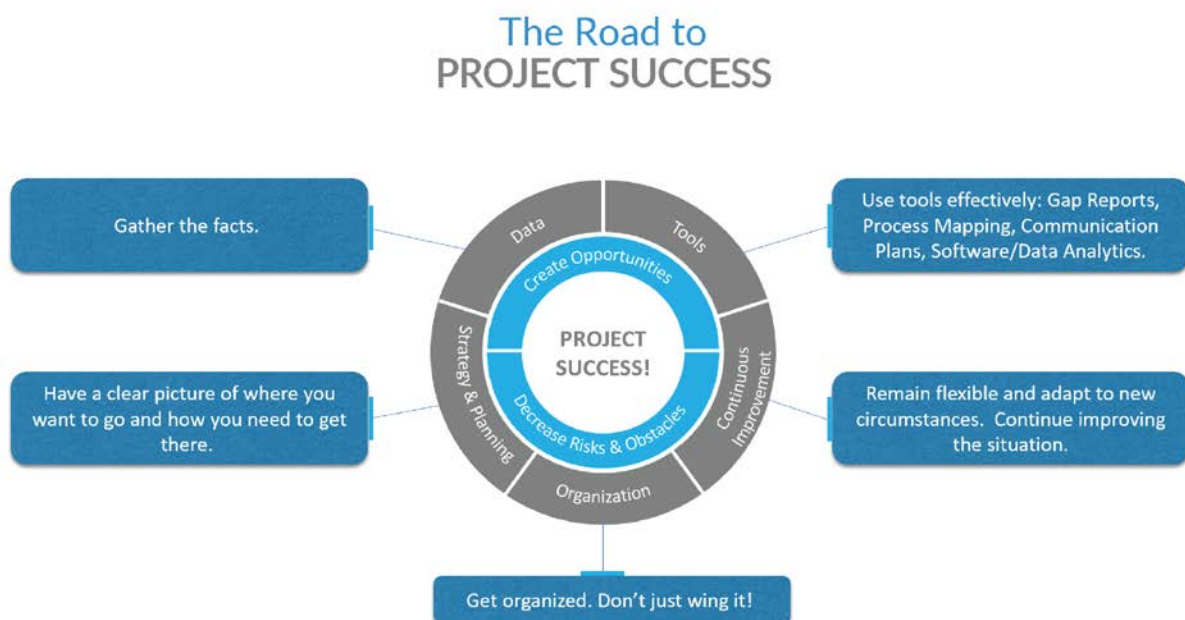 The Road to
PROJECT SUCCESS
Gather the facts.
Use tools effectively: Gap Reports,
Process Mapping, Communication
Plans, Software/Data Analytics.
Data
Tools
Create Opportunities
PROJECT
SUCCESS!
Decrease Risks & Obstacles
Strategy & Planning
Continuous
Improvement
Organization
Have a clear picture of where you
want to go and how you need to get
there.
Remain flexible and adapt to new
circumstances.  Continue improving
the situation.
Get organized. Don't just wing it!